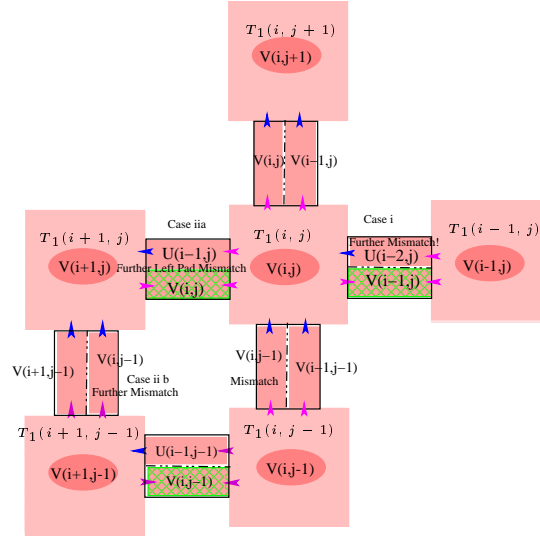 T1(i, j + 1)
V(i,j+1)
V(i,j) V(i−1,j)
Case iia
Case i
T1(i + 1, j)
U(i−1,j)
T1(i, j)
Further Mismatch!
U(i−2,j)
T1(i − 1, j)
V(i+1,j)
Further Left Pad Mismatch
V(i,j)
V(i,j)
V(i−1,j)
V(i-1,j)
V(i+1,j−1)
V(i,j−1)
V(i,j−1)
V(i−1,j−1)
Case ii b
Further Mismatch
Mismatch
T1(i + 1, j − 1)
T1(i, j − 1)
U(i−1,j−1)
V(i+1,j-1)
V(i,j−1)
V(i,j-1)